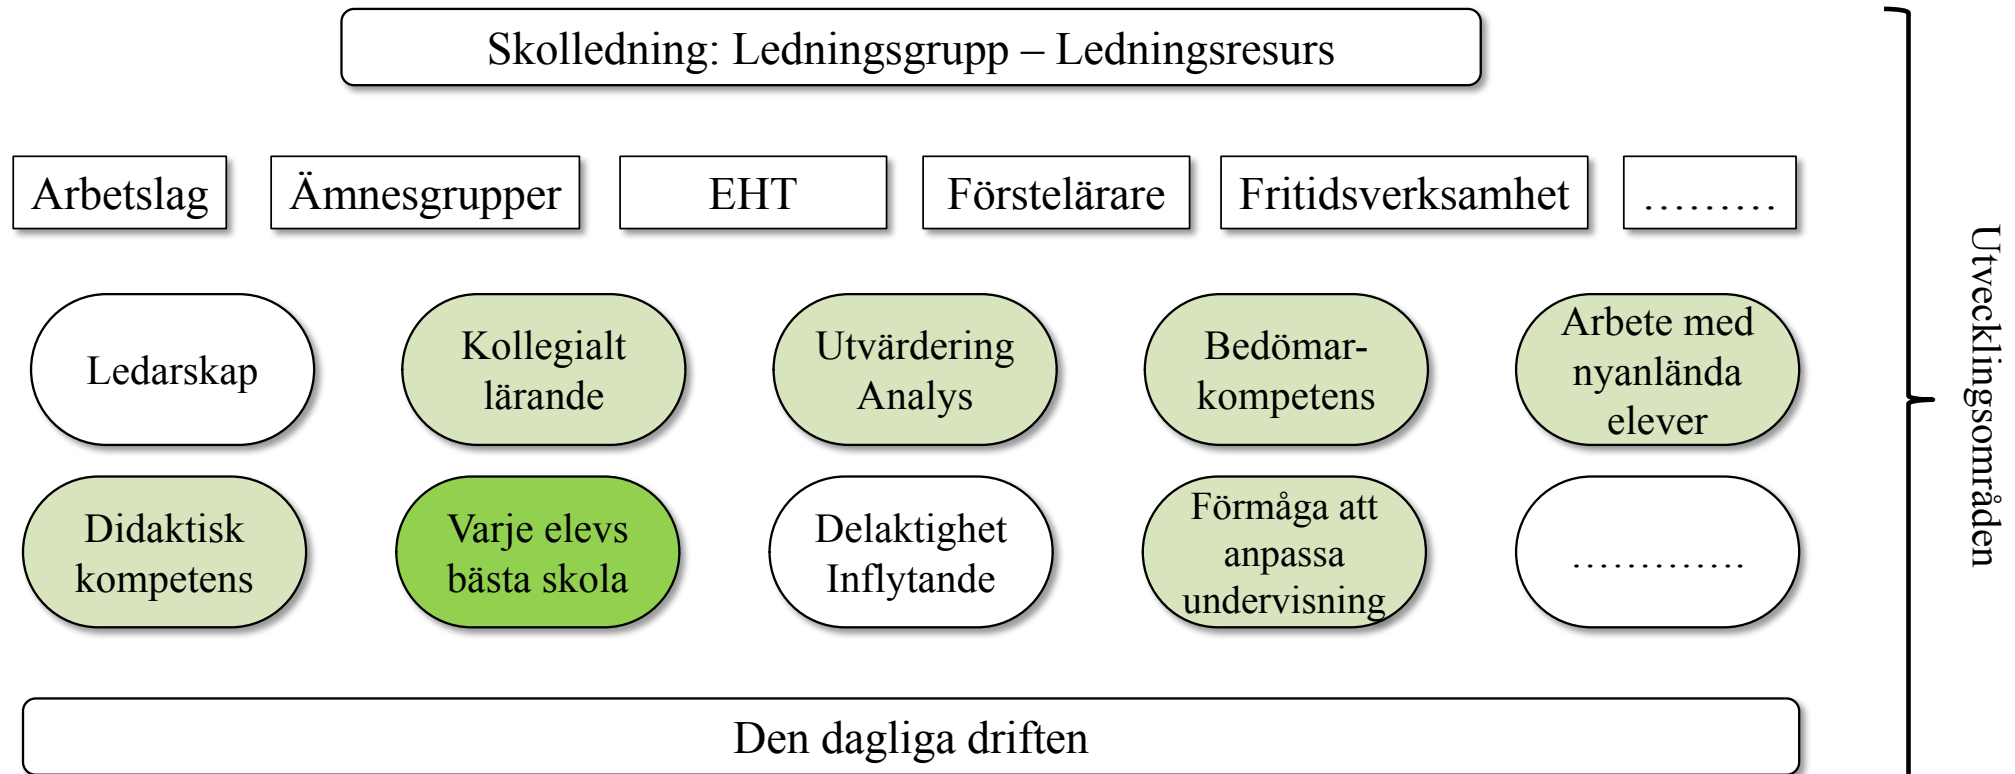 Skolledning: Ledningsgrupp – Ledningsresurs
Arbetslag
Ämnesgrupper
EHT
Förstelärare
Fritidsverksamhet
………
Ledarskap
Kollegialt
lärande
Utvärdering
Analys
Bedömar-
kompetens
Arbete med
nyanlända
elever
Didaktisk
kompetens
Varje elevs
bästa skola
Delaktighet
Inflytande
Förmåga att
anpassa
undervisning
………….
Den dagliga driften
Utvecklingsområden